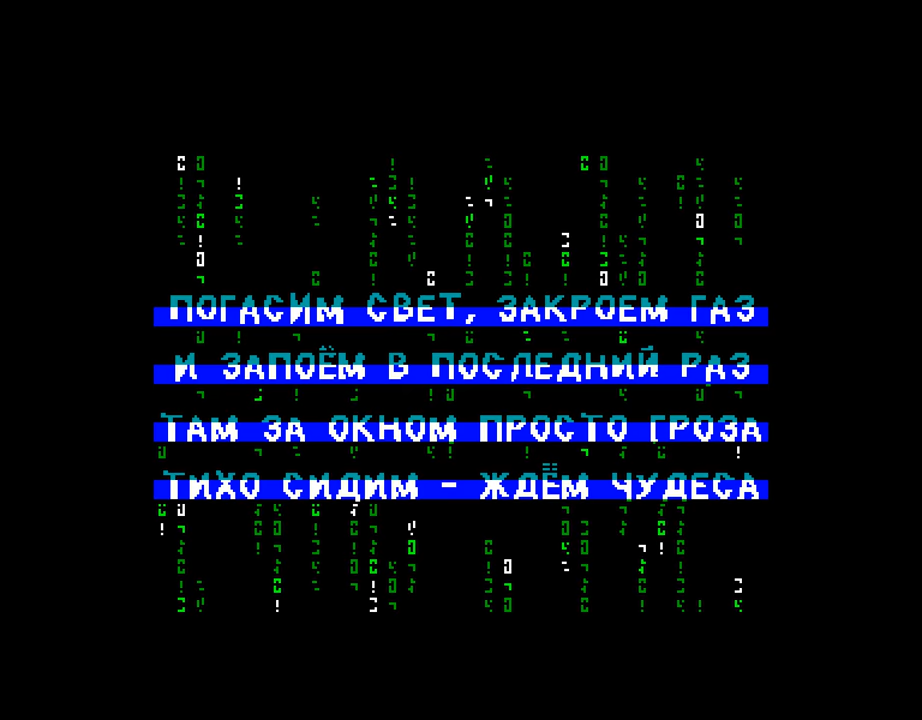 ПОГАСИМ СВЕТ, ЗАКРОЕМ ГАЗ
И ЗАПОЁМ В ПОСЛЕДНИЙ РАЗ
ТАМ ЗА ОКНОМ ПРОСТО ГРОЗА
ТИХО СИДИМ - ЖДЁМ ЧУДЕСА